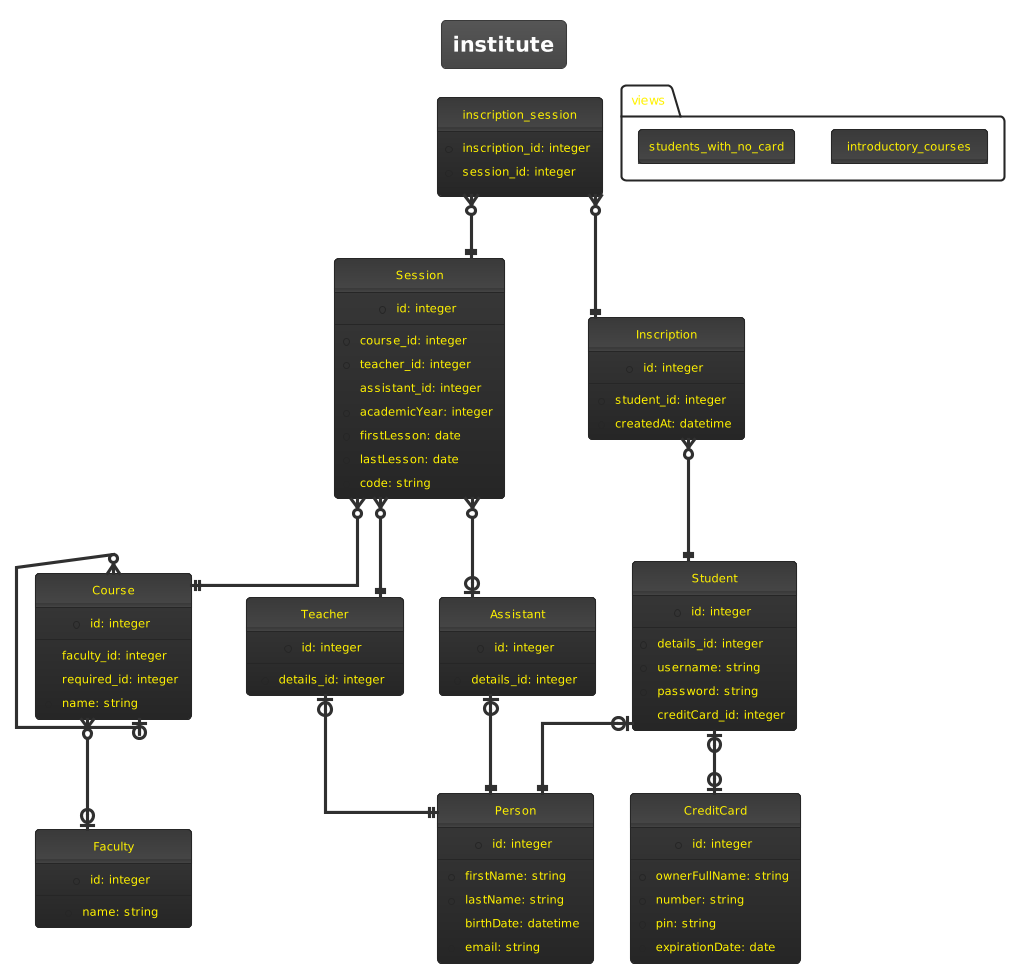 institute
inscription_session
inscription_id: integer
session_id: integer
views
students_with_no_card
introductory_courses
Session
id: integer
course_id: integer
teacher_id: integer
assistant_id: integer
academicYear: integer
firstLesson: date
lastLesson: date
code: string
Inscription
id: integer
student_id: integer
createdAt: datetime
Course
id: integer
faculty_id: integer
required_id: integer
name: string
Teacher
id: integer
details_id: integer
Assistant
id: integer
details_id: integer
Student
id: integer
details_id: integer
username: string
password: string
creditCard_id: integer
Faculty
id: integer
name: string
Person
id: integer
firstName: string
lastName: string
birthDate: datetime
email: string
CreditCard
id: integer
ownerFullName: string
number: string
pin: string
expirationDate: date